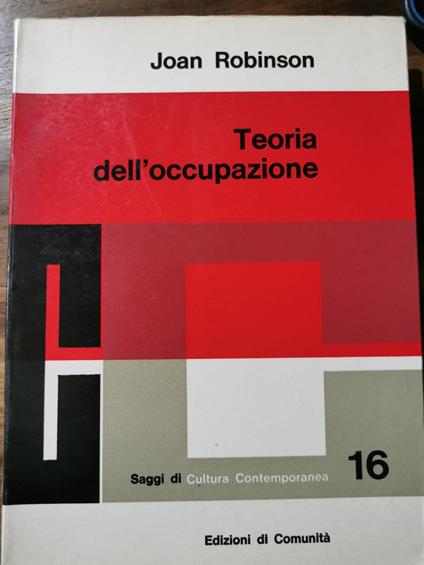 Joan Robinson
Teoria
dell'occupazione
Saggi di Cultura Contemporanea 16
Edizioni di Comunità